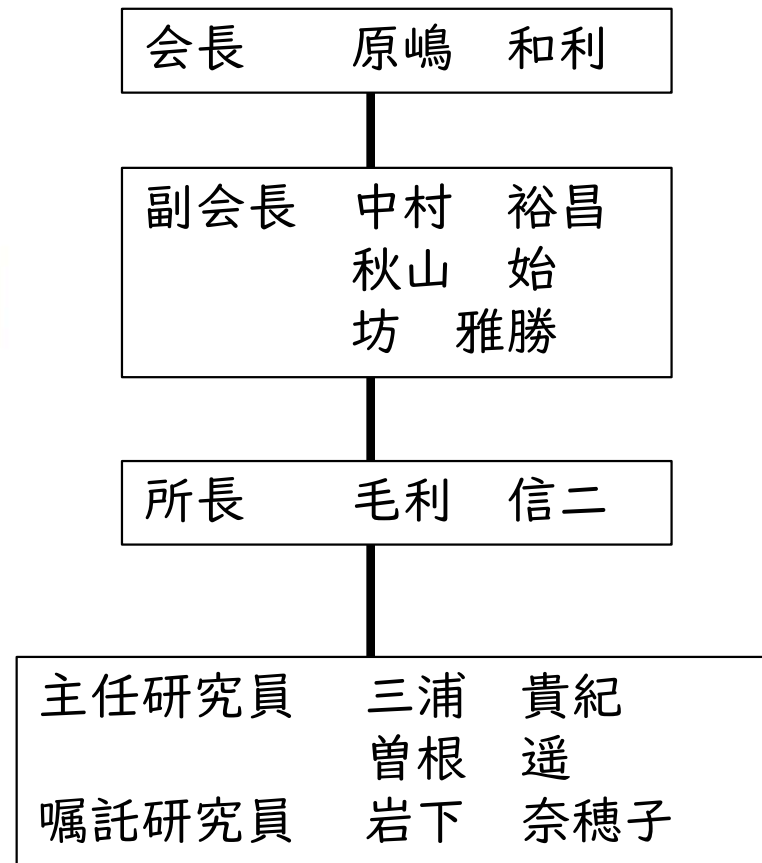 会長　　原嶋　和利
副会長　中村　裕昌
秋山　始
坊　雅勝
所長　　毛利　信二
主任研究員　三浦　貴紀
曽根　遥
嘱託研究員　岩下　奈穂子